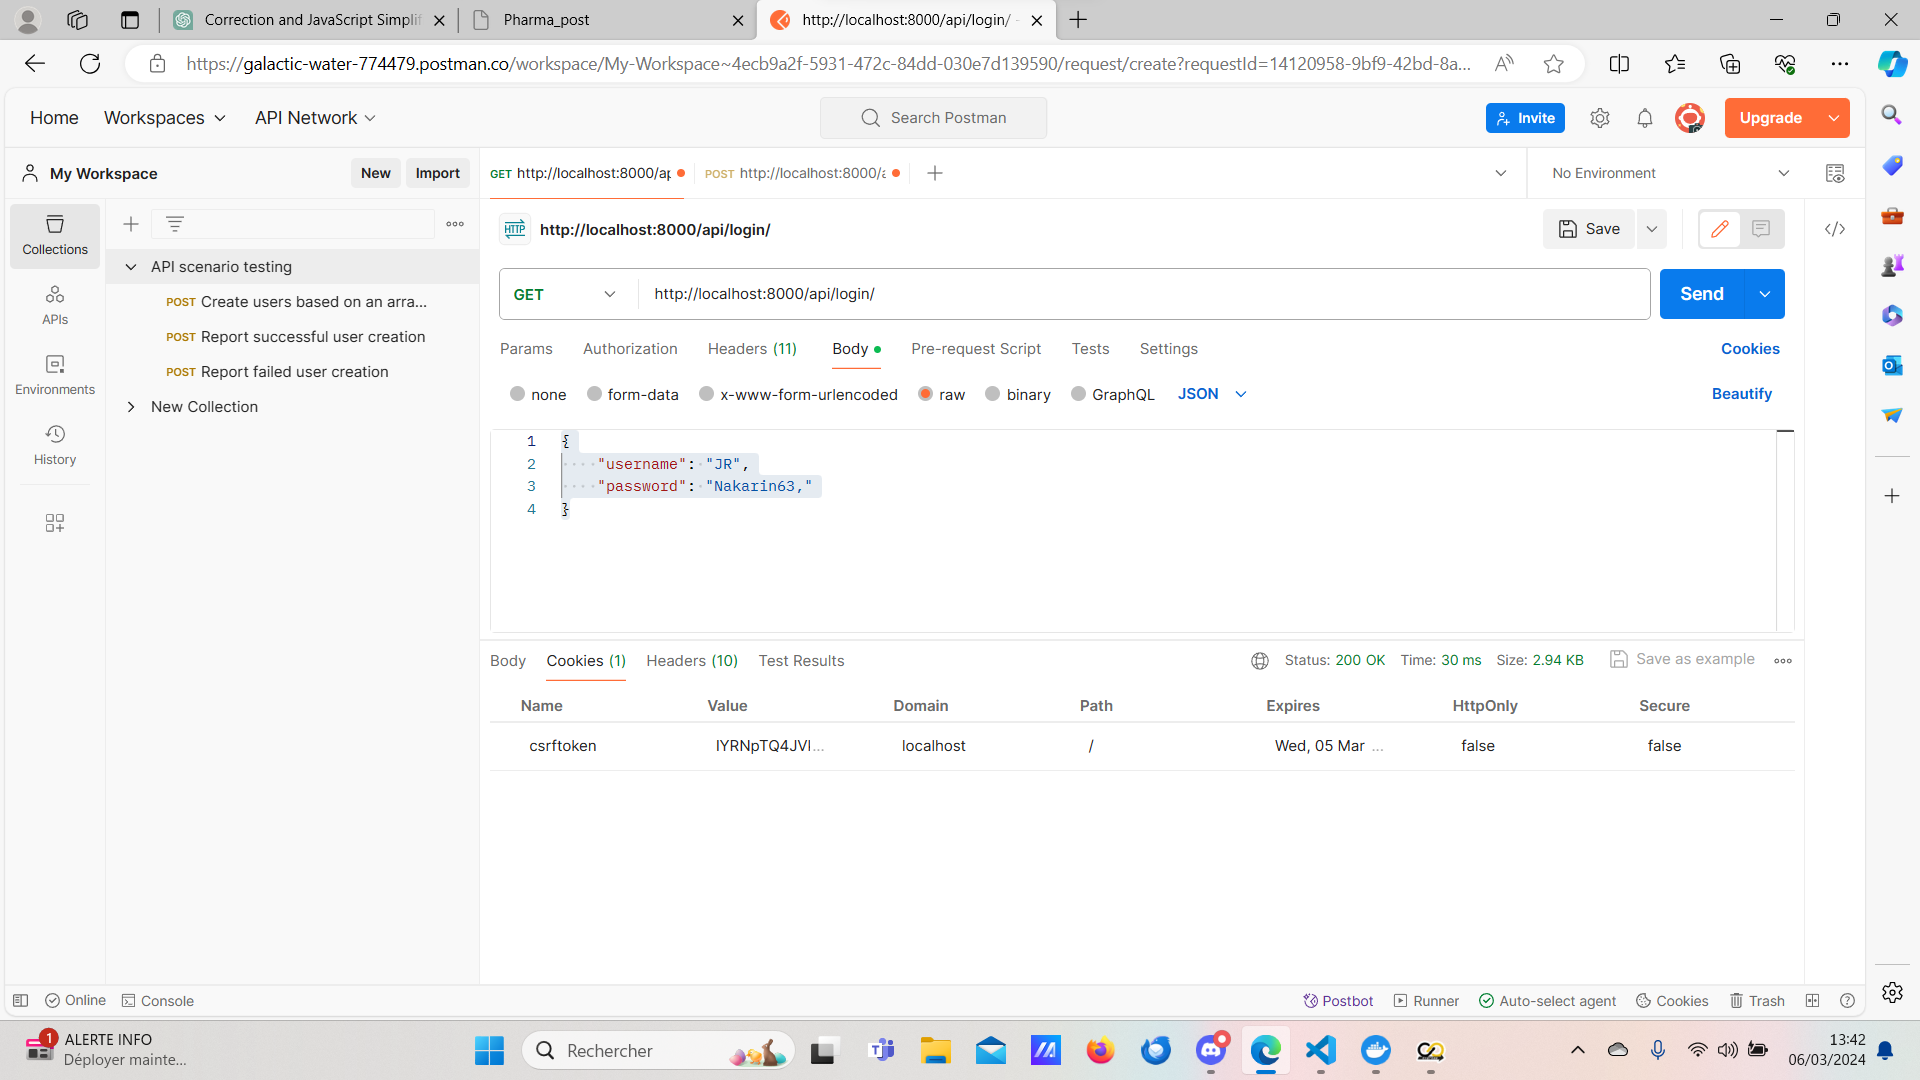 Correction and JavaScript Simplif
Pharma_post
http://localhost:8000/api/login/
https://galactic-water-774479.postman.co/workspace/My-Workspace~4ecb9a2f-5931-472c-84dd-030e7d139590/request/create?requestId=14120958-9bf9-42bd-8a...
Home
Workspaces
API Network
Search Postman
Invite
Upgrade
My Workspace
New
Import
GET http://localhost:8000/ap
POST http://localhost:8000/a
No Environment
Collections
APIs
Environments
History
API scenario testing
POST Create users based on an arra...
POST Report successful user creation
POST Report failed user creation
New Collection
HTTP http://localhost:8000/api/login/
Save
GET
http://localhost:8000/api/login/
Send
Params
Authorization
Headers (11)
Body
Pre-request Script
Tests
Settings
Cookies
none
form-data
x-www-form-urlencoded
raw
binary
GraphQL
JSON
Beautify
1 {
2 "username": "JR",
3 "password": "Nakarin63,"
4 }
Body
Cookies (1)
Headers (10)
Test Results
Status: 200 OK
Time: 30 ms
Size: 2.94 KB
Save as example
Name Value Domain Path Expires HttpOnly Secure
csrftoken IYRNpTQ4JVI... localhost / Wed, 05 Mar ... false false
Online
Console
Postbot
Runner
Auto-select agent
Cookies
Trash
1
ALERTE INFO
Déployer mainte...
Rechercher
13:42
06/03/2024